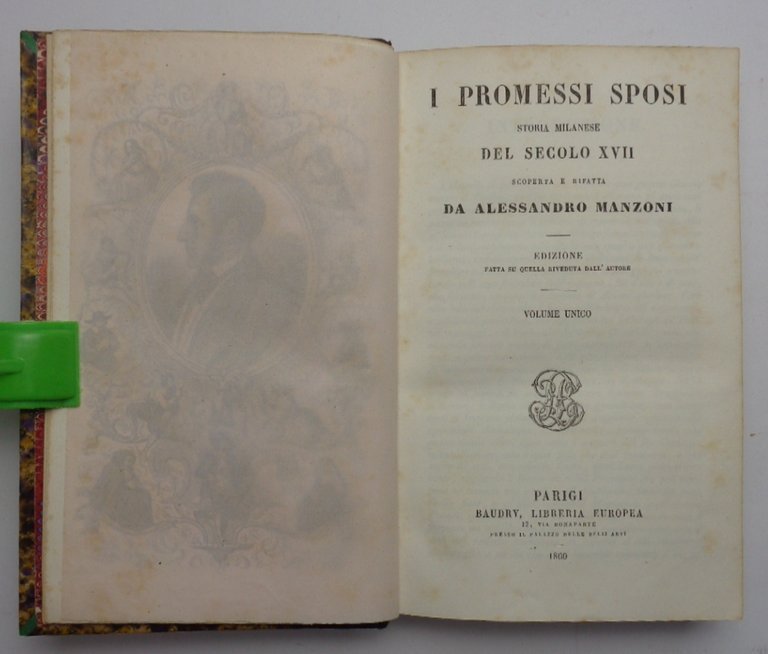 I PROMESSI SPOSI
STORIA MILANESE
DEL SECOLO XVII
SCOPERTA E RIFATTA
DA ALESSANDRO MANZONI
EDIZIONE
FATTA SU QUELLA RIVEDUTA DALL' AUTORE
VOLUME UNICO
PARIGI
BAUDRY, LIBRERIA EUROPEA
12, VIA BONAPARTE
PRESSO IL PALAZZO DELLE BELLE ARTI
1860